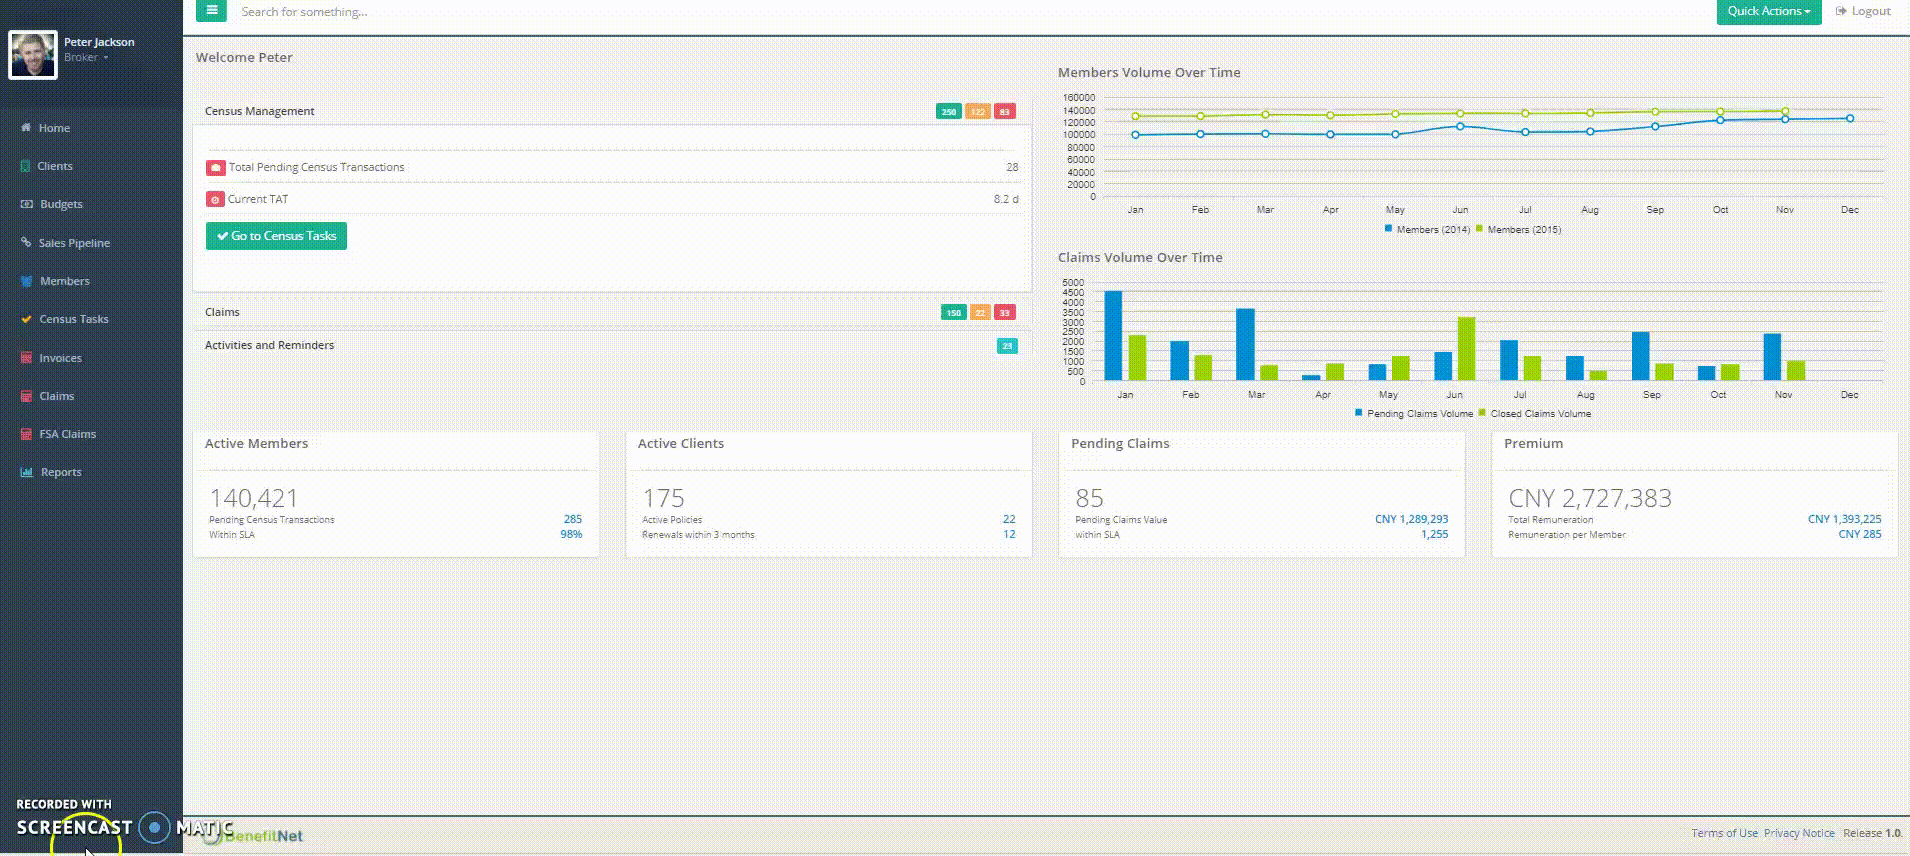 Search for something...
Quick Actions
Logout
Peter Jackson
Broker
Home
Clients
Budgets
Sales Pipeline
Members
Census Tasks
Invoices
Claims
FSA Claims
Reports
Welcome Peter
Census Management
250 122 83
Total Pending Census Transactions 28
Current TAT 8.2 d
Go to Census Tasks
Claims
150 22 33
Activities and Reminders
23
Members Volume Over Time
160000
140000
120000
100000
80000
60000
40000
20000
0
Jan Feb Mar Apr May Jun Jul Aug Sep Oct Nov Dec
Members (2014) Members (2015)
Claims Volume Over Time
5000
4500
4000
3500
3000
2500
2000
1500
1000
500
0
Jan Feb Mar Apr May Jun Jul Aug Sep Oct Nov Dec
Pending Claims Volume Closed Claims Volume
Active Members
140,421
Pending Census Transactions 285
Within SLA 98%
Active Clients
175
Active Policies 22
Renewals within 3 months 12
Pending Claims
85
Pending Claims Value CNY 1,289,293
within SLA 1,255
Premium
CNY 2,727,383
Total Remuneration CNY 1,393,225
Remuneration per Member CNY 285
RECORDED WITH
SCREENCAST MATIC
BenefitNet
Terms of Use Privacy Notice Release 1.0.